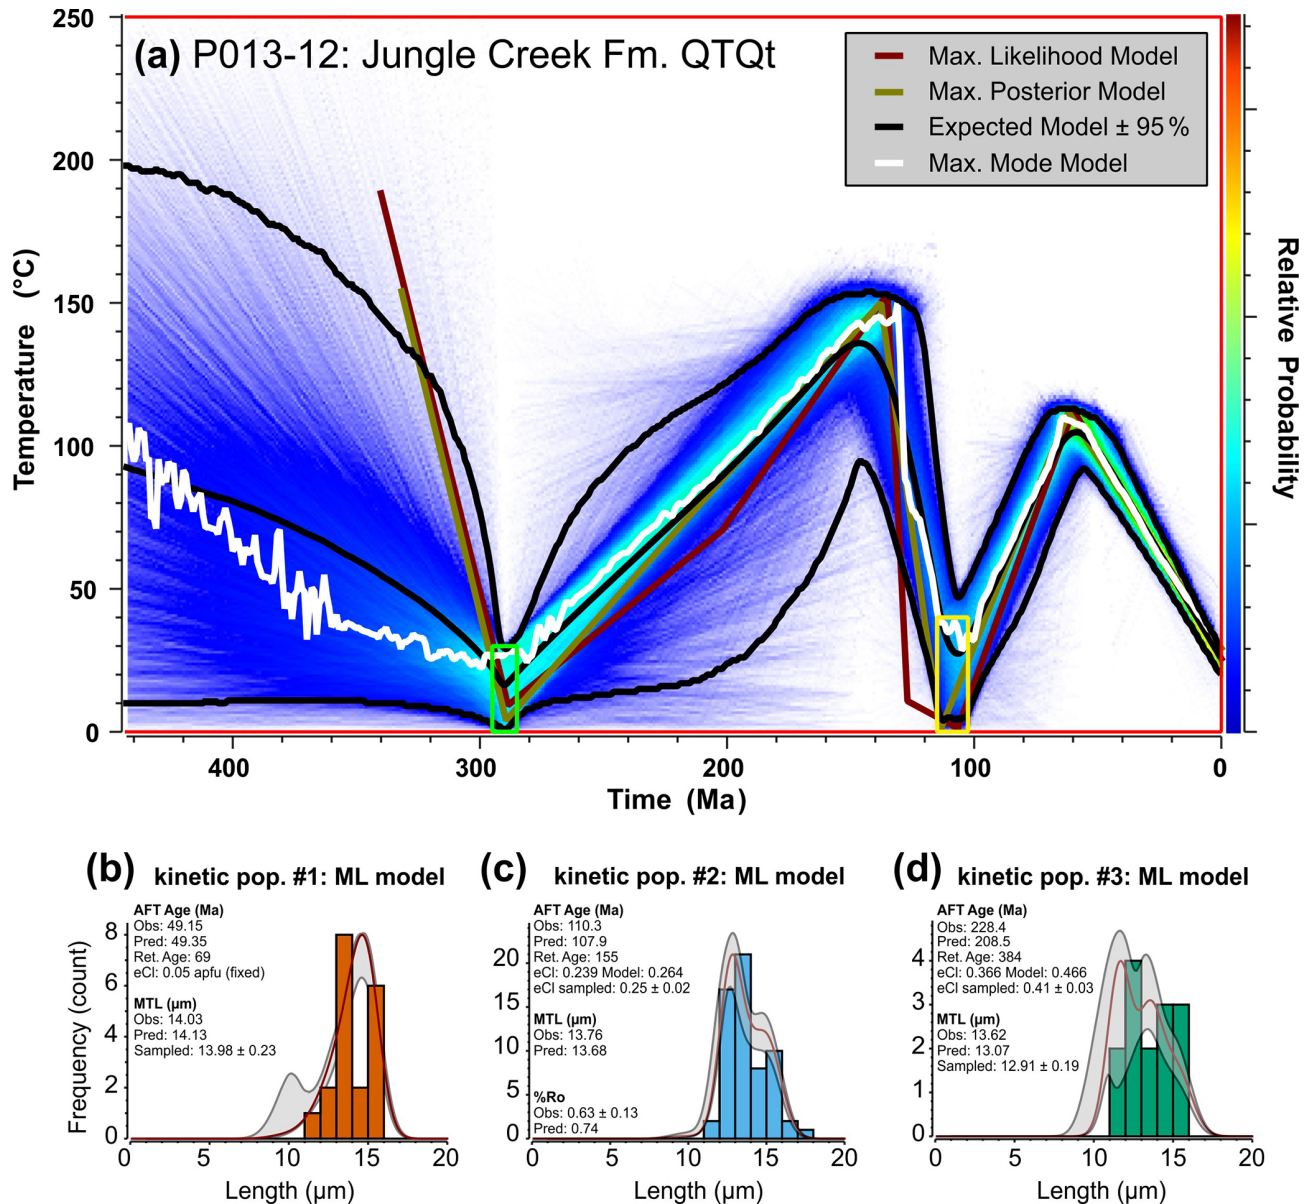 (a) P013-12: Jungle Creek Fm. QTQt
Max. Likelihood Model
Max. Posterior Model
Expected Model ± 95 %
Max. Mode Model
250
200
150
100
50
0
Temperature (°C)
400
300
200
100
0
Time (Ma)
Relative Probability
(b) kinetic pop. #1: ML model
AFT Age (Ma)
Obs: 49.15
Pred: 49.35
Ret. Age: 69
eCl: 0.05 apfu (fixed)
MTL (µm)
Obs: 14.03
Pred: 14.13
Sampled: 13.98 ± 0.23
8
6
4
2
0
Frequency (count)
0 5 10 15 20
Length (µm)
(c) kinetic pop. #2: ML model
AFT Age (Ma)
Obs: 110.3
Pred: 107.9
Ret. Age: 155
eCl: 0.239 Model: 0.264
eCl sampled: 0.25 ± 0.02
MTL (µm)
Obs: 13.76
Pred: 13.68
%Ro
Obs: 0.63 ± 0.13
Pred: 0.74
20
15
10
5
0
0 5 10 15 20
Length (µm)
(d) kinetic pop. #3: ML model
AFT Age (Ma)
Obs: 228.4
Pred: 208.5
Ret. Age: 384
eCl: 0.366 Model: 0.466
eCl sampled: 0.41 ± 0.03
MTL (µm)
Obs: 13.62
Pred: 13.07
Sampled: 12.91 ± 0.19
4
3
2
1
0
0 5 10 15 20
Length (µm)